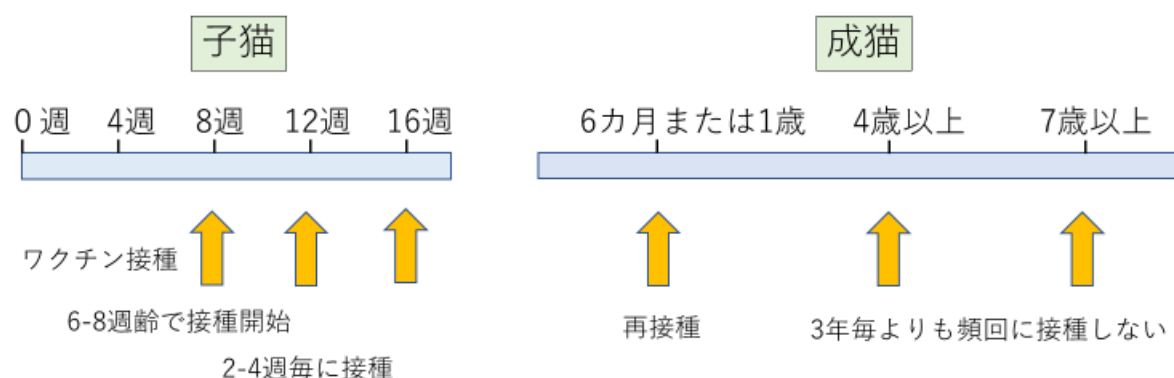 子猫
成猫
0 週 4週 8週 12週 16週
6カ月または1歳 4歳以上 7歳以上
ワクチン接種
6-8週齢で接種開始
2-4週毎に接種
再接種
3年毎よりも頻回に接種しない